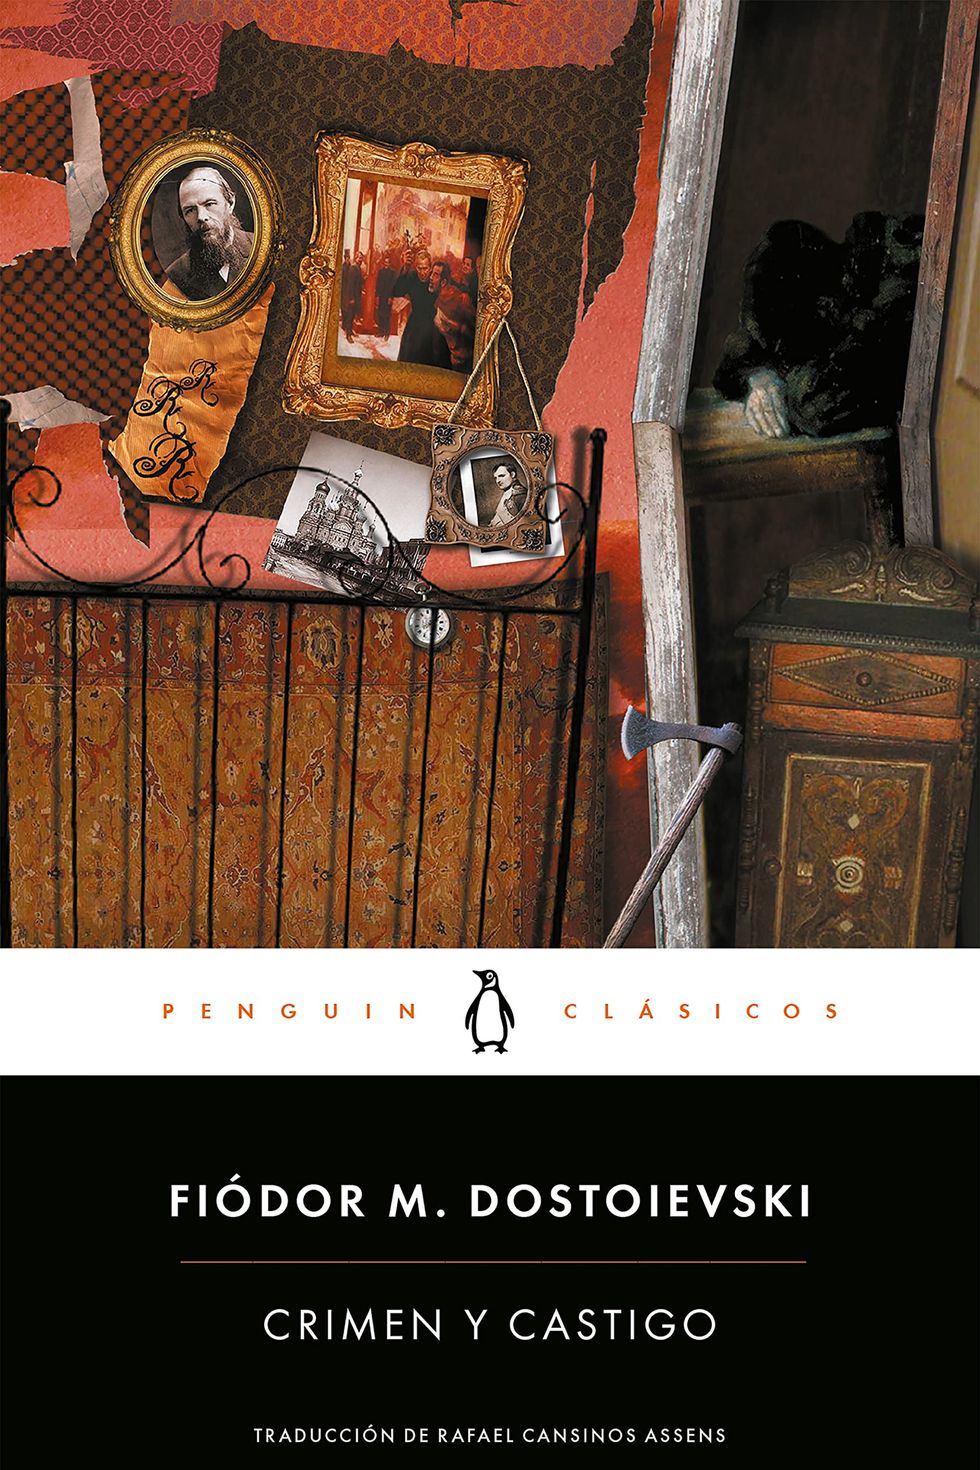 R R
R
R
PENGUIN CLÁSICOS
FIÓDOR M. DOSTOIEVSKI
CRIMEN Y CASTIGO
TRADUCCIÓN DE RAFAEL CANSINOS ASSENS